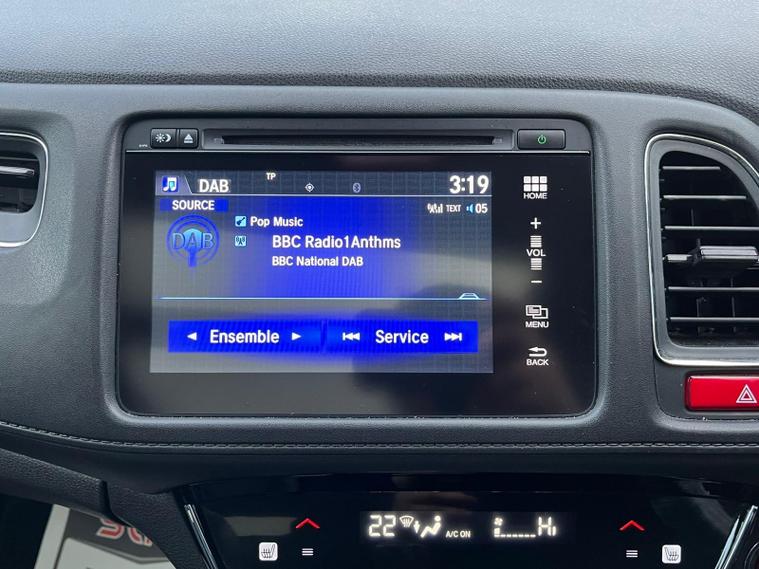 DAB
TP
3:19
SOURCE
TEXT 05
DAB
Pop Music
BBC Radio1Anthms
BBC National DAB
Ensemble
Service
HOME
+
VOL
−
MENU
BACK
22 A/C ON Hi